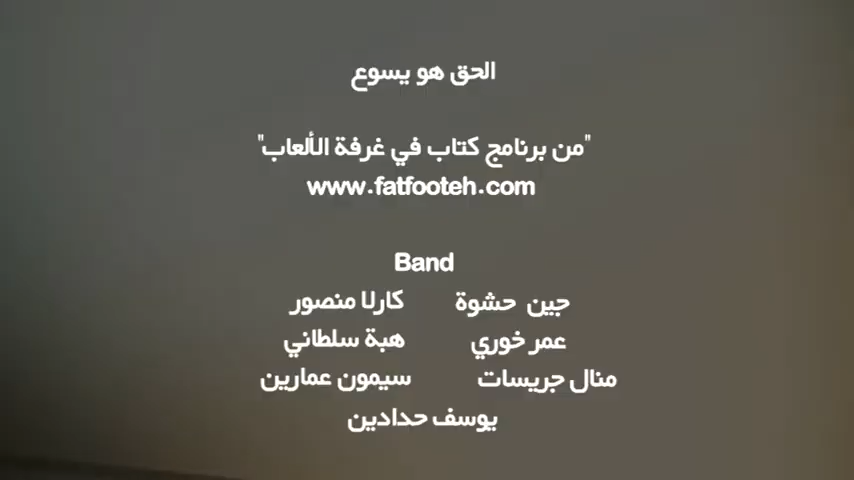 الحق هو يسوع
"من برنامج كتاب في غرفة الألعاب"
www.fatfooteh.com
Band
جين حشوة كارلا منصور
عمر خوري هبة سلطاني
منال جريسات سيمون عمارين
يوسف حدادين